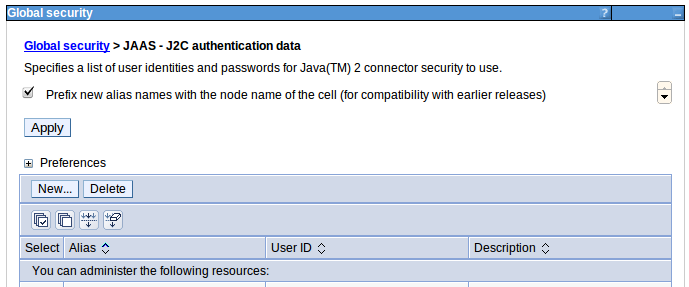 Global security
?
Global security > JAAS - J2C authentication data
Specifies a list of user identities and passwords for Java(TM) 2 connector security to use.
Prefix new alias names with the node name of the cell (for compatibility with earlier releases)
Apply
Preferences
New... Delete
Select Alias User ID Description
You can administer the following resources: